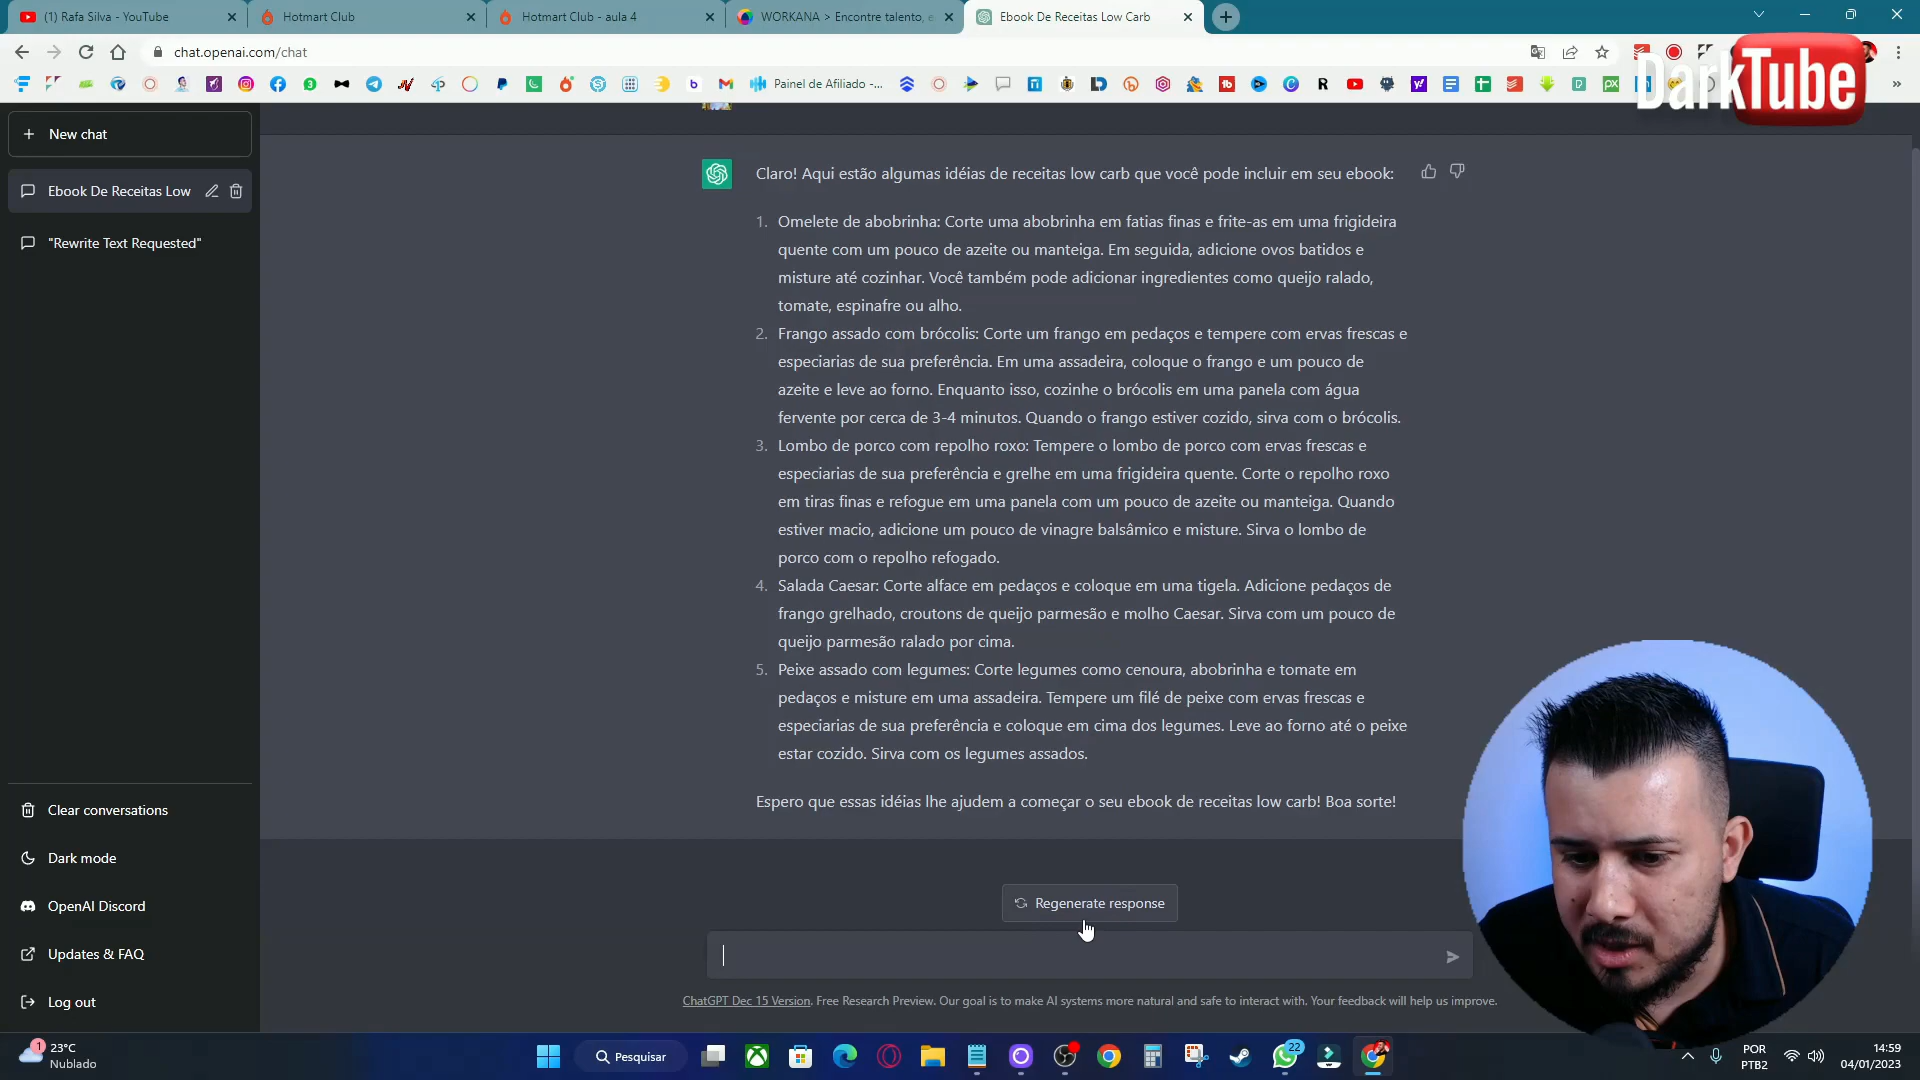 (1) Rafa Silva - YouTube
Hotmart Club
Hotmart Club - aula 4
WORKANA > Encontre talento, e
Ebook De Receitas Low Carb
chat.openai.com/chat
Painel de Afiliado -...
DarkTube
New chat
Ebook De Receitas Low
"Rewrite Text Requested"
Clear conversations
Dark mode
OpenAI Discord
Updates & FAQ
Log out
Claro! Aqui estão algumas idéias de receitas low carb que você pode incluir em seu ebook:
1. Omelete de abobrinha: Corte uma abobrinha em fatias finas e frite-as em uma frigideira
quente com um pouco de azeite ou manteiga. Em seguida, adicione ovos batidos e
misture até cozinhar. Você também pode adicionar ingredientes como queijo ralado,
tomate, espinafre ou alho.
2. Frango assado com brócolis: Corte um frango em pedaços e tempere com ervas frescas e
especiarias de sua preferência. Em uma assadeira, coloque o frango e um pouco de
azeite e leve ao forno. Enquanto isso, cozinhe o brócolis em uma panela com água
fervente por cerca de 3-4 minutos. Quando o frango estiver cozido, sirva com o brócolis.
3. Lombo de porco com repolho roxo: Tempere o lombo de porco com ervas frescas e
especiarias de sua preferência e grelhe em uma frigideira quente. Corte o repolho roxo
em tiras finas e refogue em uma panela com um pouco de azeite ou manteiga. Quando
estiver macio, adicione um pouco de vinagre balsâmico e misture. Sirva o lombo de
porco com o repolho refogado.
4. Salada Caesar: Corte alface em pedaços e coloque em uma tigela. Adicione pedaços de
frango grelhado, croutons de queijo parmesão e molho Caesar. Sirva com um pouco de
queijo parmesão ralado por cima.
5. Peixe assado com legumes: Corte legumes como cenoura, abobrinha e tomate em
pedaços e misture em uma assadeira. Tempere um filé de peixe com ervas frescas e
especiarias de sua preferência e coloque em cima dos legumes. Leve ao forno até o peixe
estar cozido. Sirva com os legumes assados.
Espero que essas idéias lhe ajudem a começar o seu ebook de receitas low carb! Boa sorte!
Regenerate response
ChatGPT Dec 15 Version. Free Research Preview. Our goal is to make AI systems more natural and safe to interact with. Your feedback will help us improve.
1
23°C
Nublado
Pesquisar
22
POR
PTB2
14:59
04/01/2023